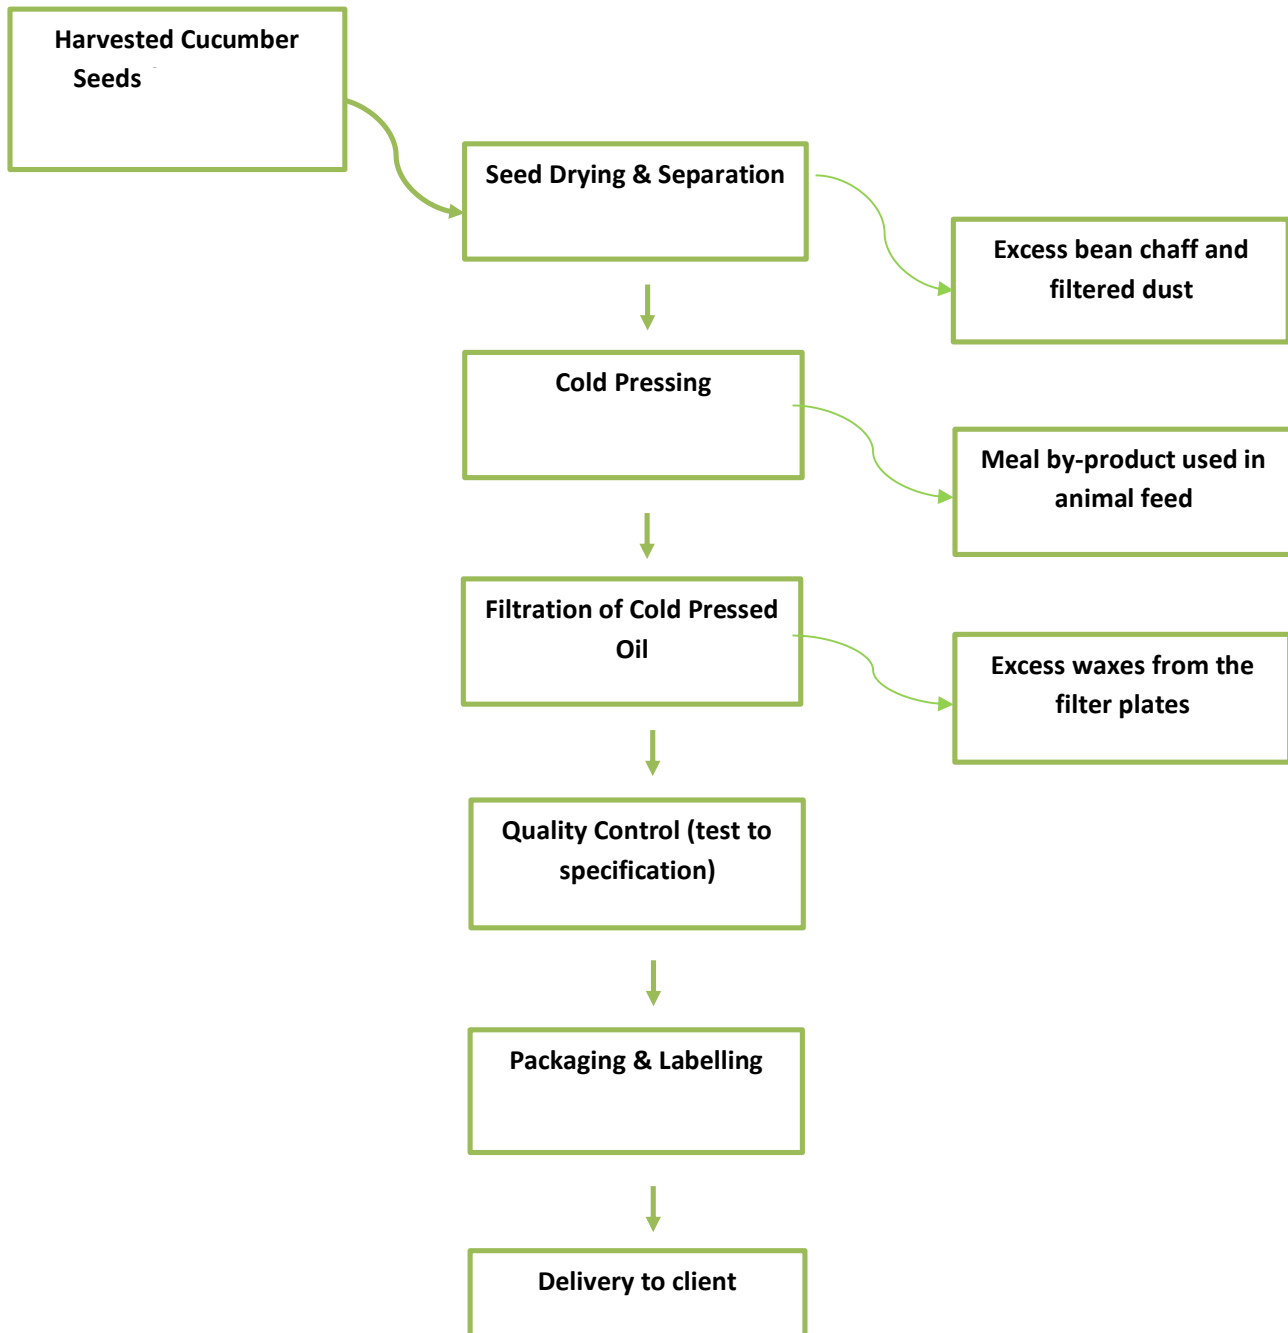 Harvested Cucumber
Seeds
Seed Drying & Separation
Excess bean chaff and
filtered dust
Cold Pressing
Meal by-product used in
animal feed
Filtration of Cold Pressed
Oil
Excess waxes from the
filter plates
Quality Control (test to
specification)
Packaging & Labelling
Delivery to client